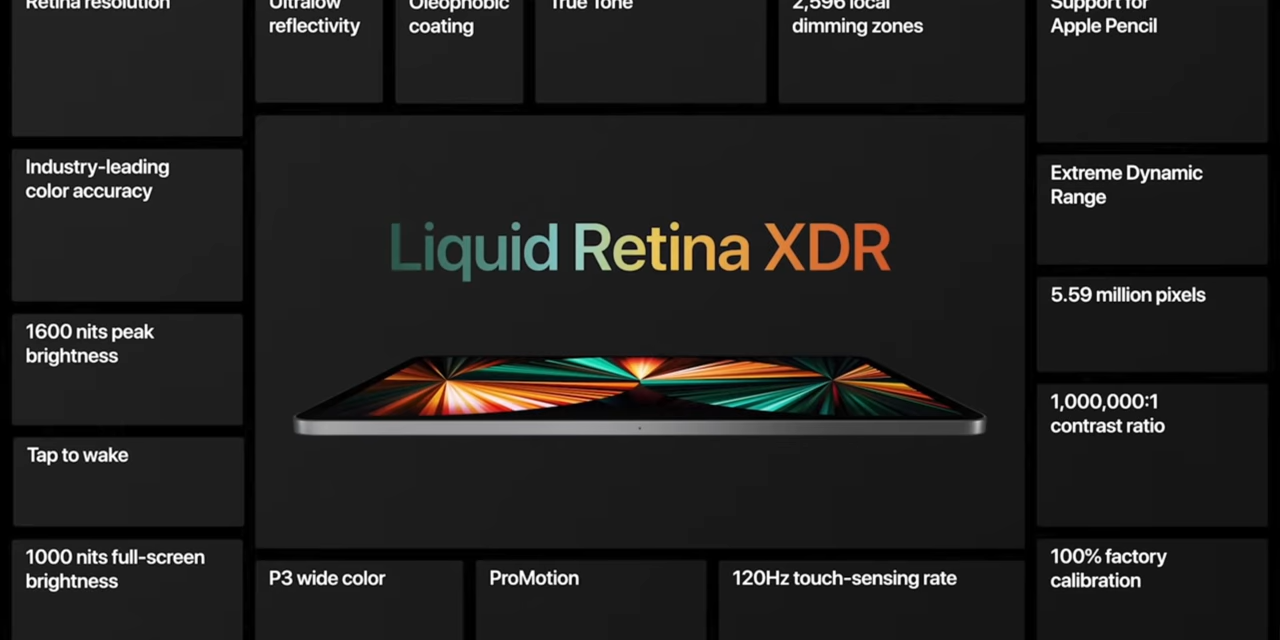 Retina resolution
Ultralow
reflectivity
Oleophobic
coating
True Tone
2,596 local
dimming zones
Support for
Apple Pencil
Industry-leading
color accuracy
Extreme Dynamic
Range
Liquid Retina XDR
5.59 million pixels
1600 nits peak
brightness
1,000,000:1
contrast ratio
Tap to wake
1000 nits full-screen
brightness
P3 wide color
ProMotion
120Hz touch-sensing rate
100% factory
calibration